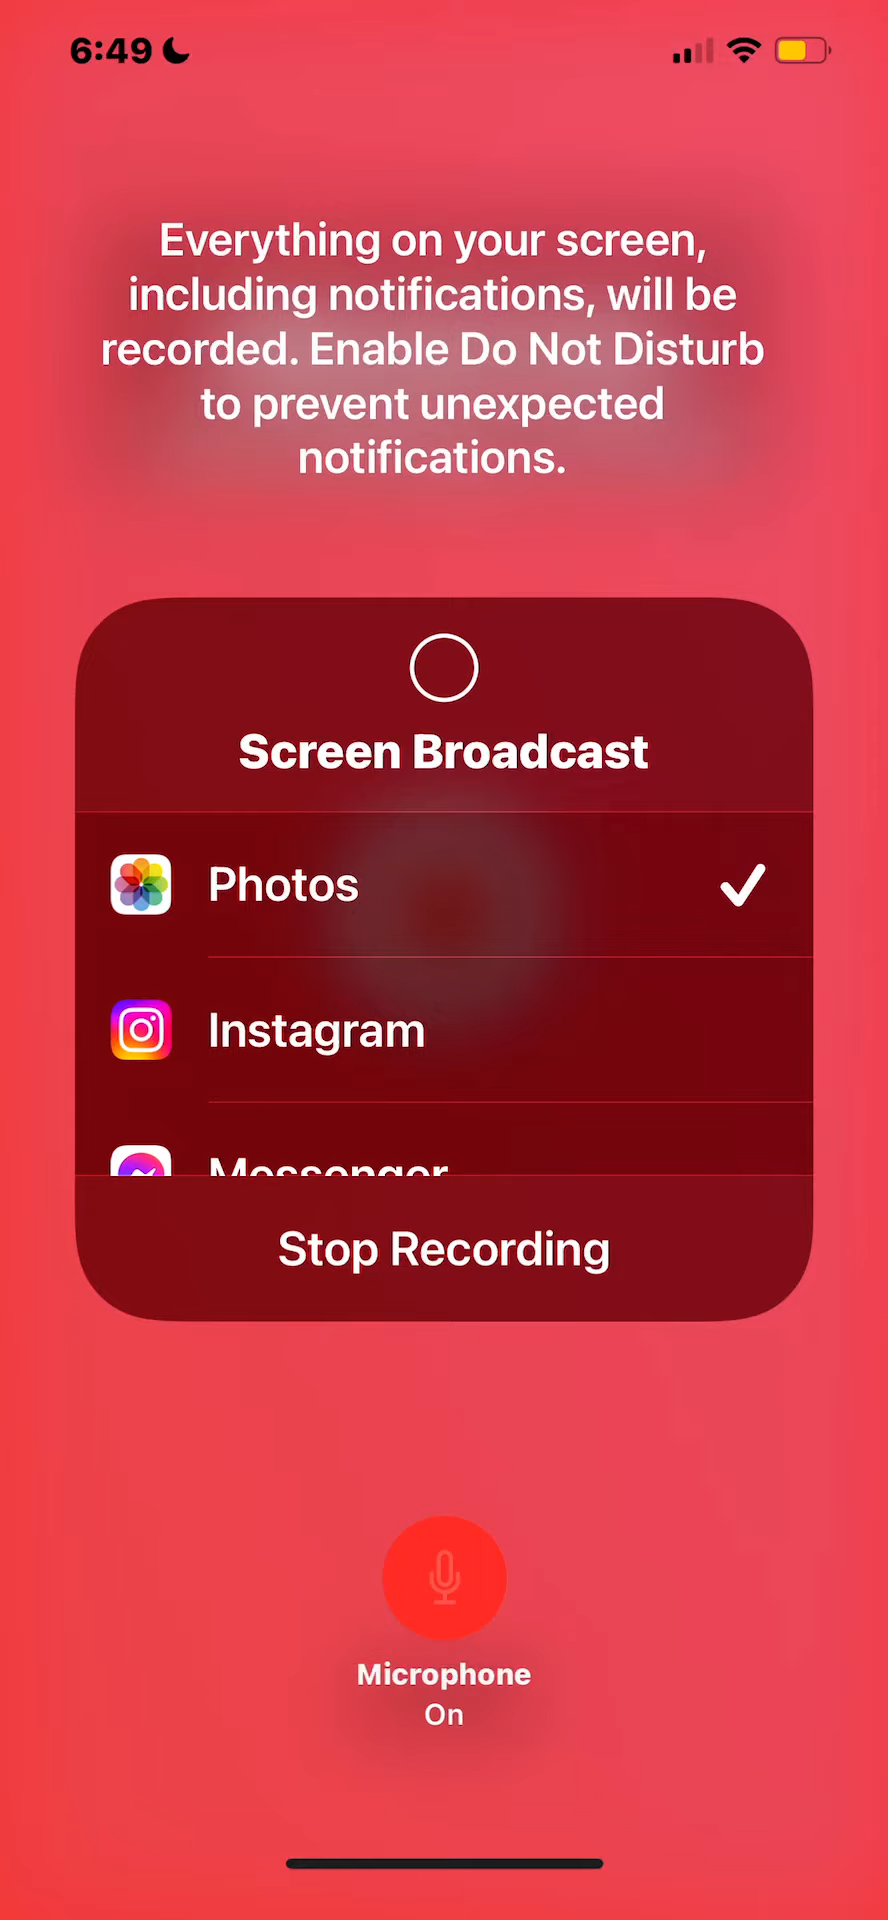 6:49
Everything on your screen,
including notifications, will be
recorded. Enable Do Not Disturb
to prevent unexpected
notifications.
Screen Broadcast
Photos
Instagram
Messenger
Stop Recording
Microphone
On